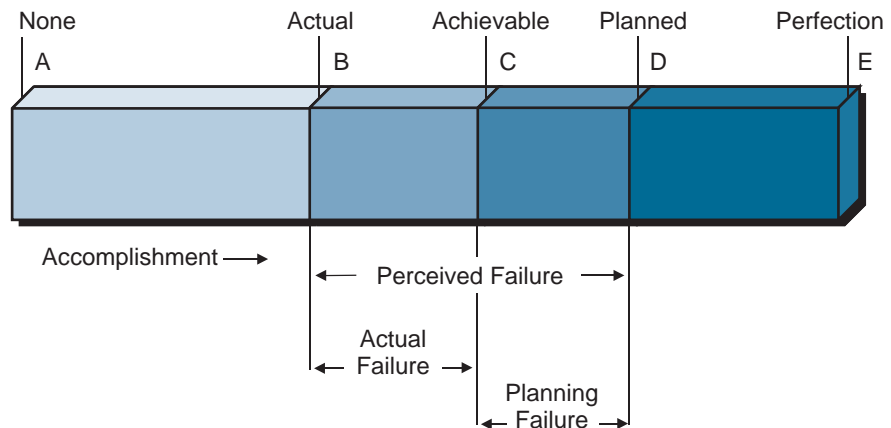 None Actual Achievable Planned Perfection
A B C D E
Accomplishment
Perceived Failure
Actual
Failure
Planning
Failure